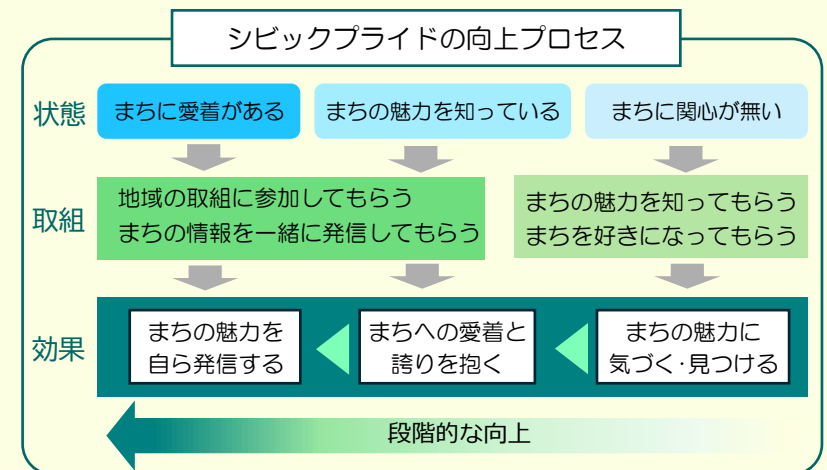 シビックプライドの向上プロセス
状態
まちに愛着がある
まちの魅力を知っている
まちに関心が無い
取組
地域の取組に参加してもらう
まちの情報を一緒に発信してもらう
まちの魅力を知ってもらう
まちを好きになってもらう
効果
まちの魅力を
自ら発信する
まちへの愛着と
誇りを抱く
まちの魅力に
気づく・見つける
段階的な向上